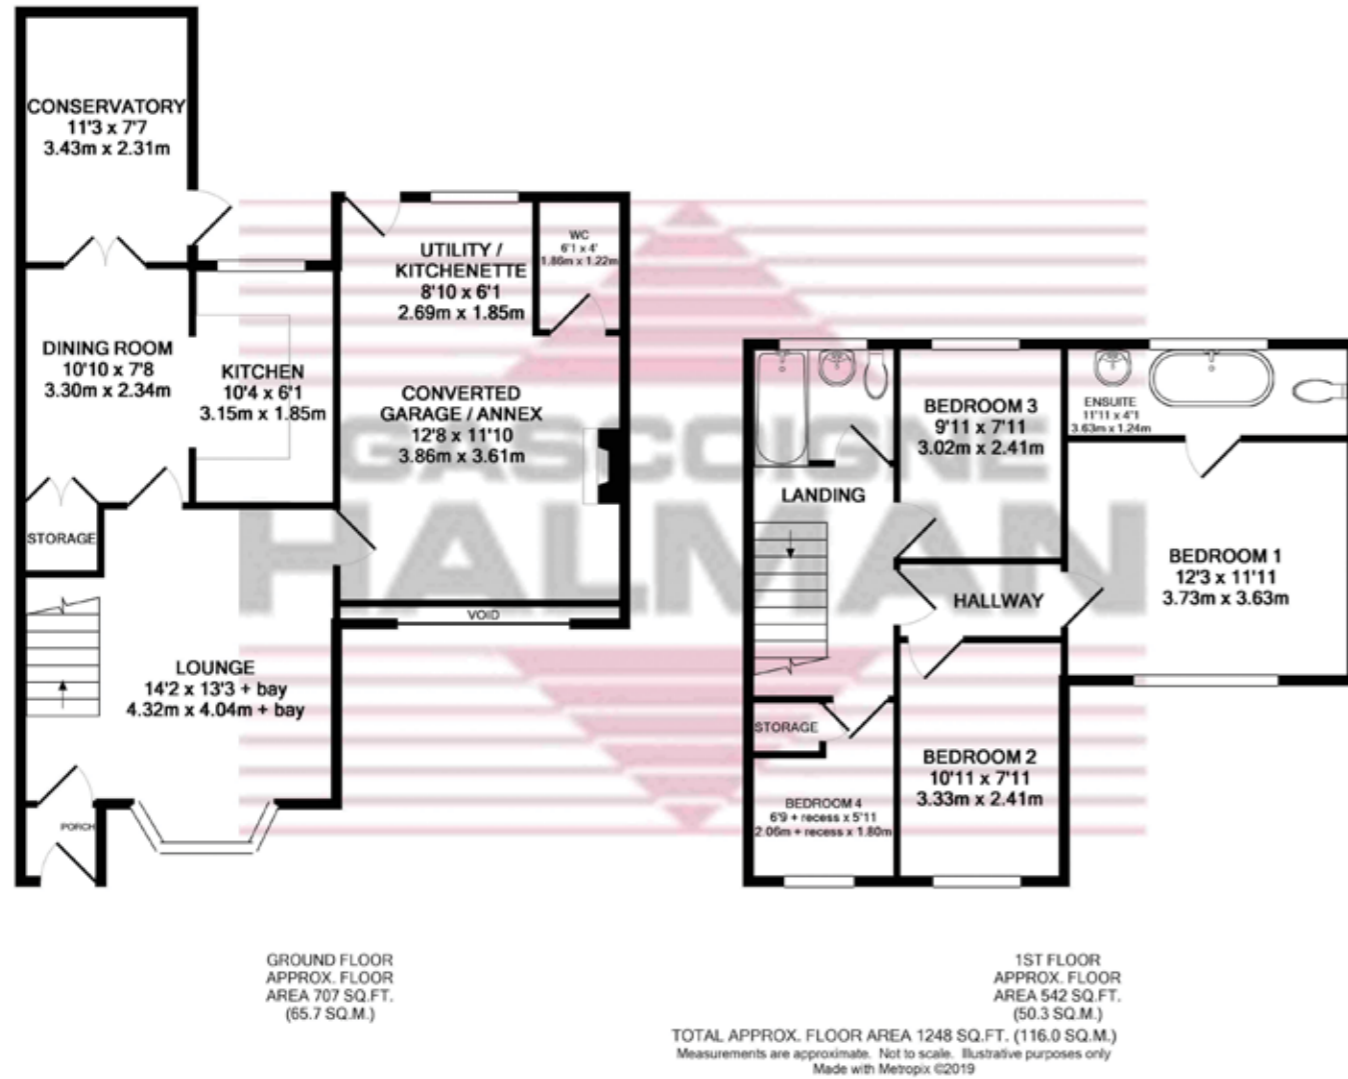 CONSERVATORY
11'3 x 7'7
3.43m x 2.31m
UTILITY /
KITCHENETTE
8'10 x 6'1
2.69m x 1.85m
WC
6'1 x 4'
1.86m x 1.22m
DINING ROOM
10'10 x 7'8
3.30m x 2.34m
KITCHEN
10'4 x 6'1
3.15m x 1.85m
CONVERTED
GARAGE / ANNEX
12'8 x 11'10
3.86m x 3.61m
STORAGE
VOID
LOUNGE
14'2 x 13'3 + bay
4.32m x 4.04m + bay
PORCH
GASCOIGNE
HALMAN
LANDING
BEDROOM 3
9'11 x 7'11
3.02m x 2.41m
ENSUITE
11'11 x 4'1
3.63m x 1.24m
BEDROOM 1
12'3 x 11'11
3.73m x 3.63m
HALLWAY
STORAGE
BEDROOM 2
10'11 x 7'11
3.33m x 2.41m
BEDROOM 4
6'9 + recess x 5'11
2.06m + recess x 1.80m
GROUND FLOOR
APPROX. FLOOR
AREA 707 SQ.FT.
(65.7 SQ.M.)
1ST FLOOR
APPROX. FLOOR
AREA 542 SQ.FT.
(50.3 SQ.M.)
TOTAL APPROX. FLOOR AREA 1248 SQ.FT. (116.0 SQ.M.)
Measurements are approximate. Not to scale. Illustrative purposes only
Made with Metropix ©2019